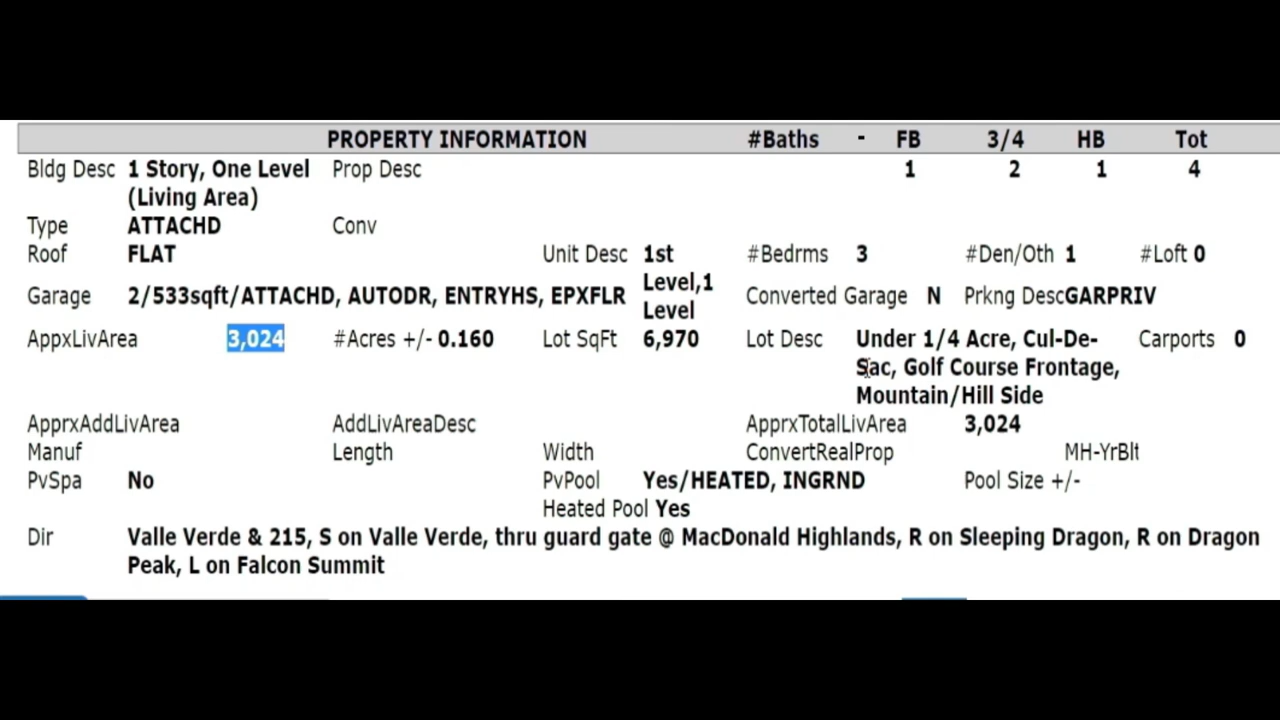 PROPERTY INFORMATION #Baths - FB 3/4 HB Tot
Bldg Desc 1 Story, One Level Prop Desc 1 2 1 4
(Living Area)
Type ATTACHD Conv
Roof FLAT Unit Desc 1st #Bedrms 3 #Den/Oth 1 #Loft 0
Level,1
Garage 2/533sqft/ATTACHD, AUTODR, ENTRYHS, EPXFLR Converted Garage N Prkng DescGARPRIV
Level
AppxLivArea 3,024 #Acres +/- 0.160 Lot SqFt 6,970 Lot Desc Under 1/4 Acre, Cul-De- Carports 0
Sac, Golf Course Frontage,
Mountain/Hill Side
ApprxAddLivArea AddLivAreaDesc ApprxTotalLivArea 3,024
Manuf Length Width ConvertRealProp MH-YrBlt
PvSpa No PvPool Yes/HEATED, INGRND Pool Size +/-
Heated Pool Yes
Dir Valle Verde & 215, S on Valle Verde, thru guard gate @ MacDonald Highlands, R on Sleeping Dragon, R on Dragon
Peak, L on Falcon Summit